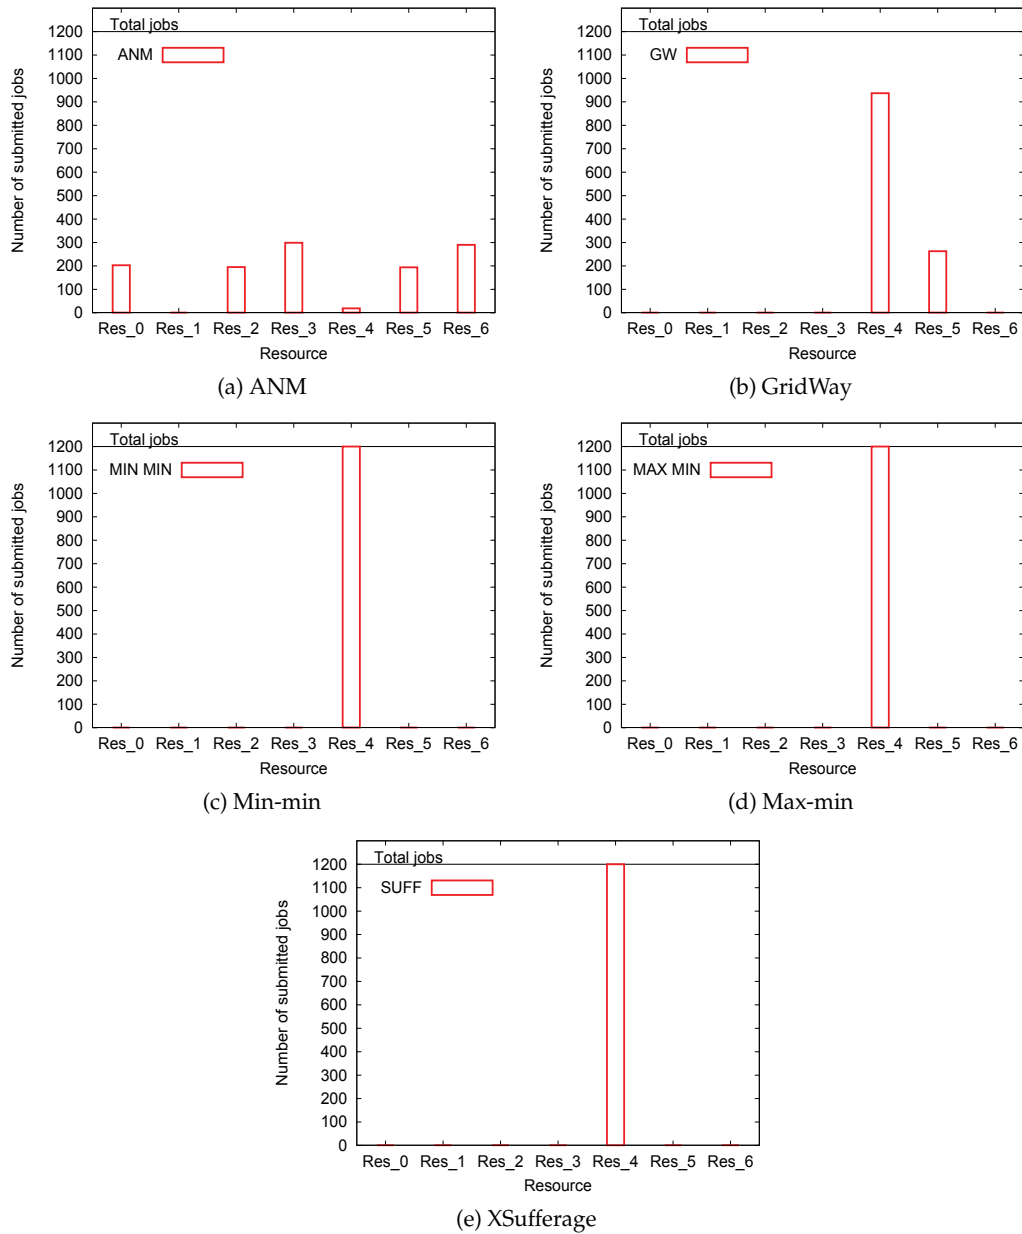 Total jobs
1200
ANM
1100
1000
900
800
700
600
500
400
300
200
100
0
Number of submitted jobs
Res_0 Res_1 Res_2 Res_3 Res_4 Res_5 Res_6
Resource
(a) ANM
Total jobs
1200
GW
1100
1000
900
800
700
600
500
400
300
200
100
0
Number of submitted jobs
Res_0 Res_1 Res_2 Res_3 Res_4 Res_5 Res_6
Resource
(b) GridWay
Total jobs
1200
MIN MIN
1100
1000
900
800
700
600
500
400
300
200
100
0
Number of submitted jobs
Res_0 Res_1 Res_2 Res_3 Res_4 Res_5 Res_6
Resource
(c) Min-min
Total jobs
1200
MAX MIN
1100
1000
900
800
700
600
500
400
300
200
100
0
Number of submitted jobs
Res_0 Res_1 Res_2 Res_3 Res_4 Res_5 Res_6
Resource
(d) Max-min
Total jobs
1200
SUFF
1100
1000
900
800
700
600
500
400
300
200
100
0
Number of submitted jobs
Res_0 Res_1 Res_2 Res_3 Res_4 Res_5 Res_6
Resource
(e) XSufferage